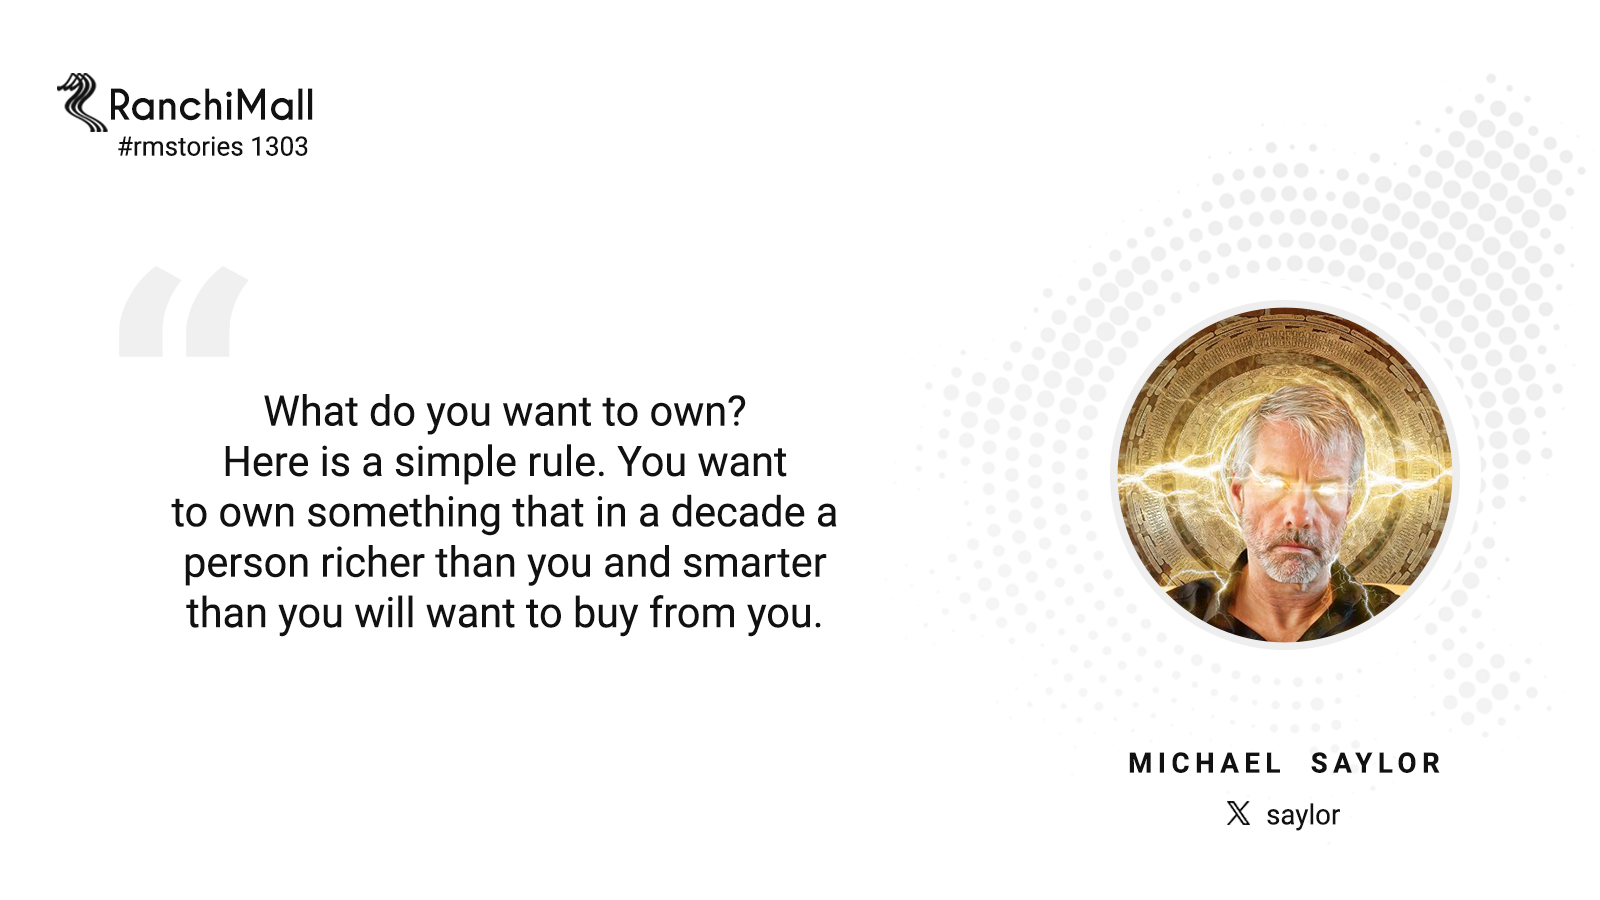 RanchiMall
#rmstories 1303
“
What do you want to own?
Here is a simple rule. You want
to own something that in a decade a
person richer than you and smarter
than you will want to buy from you.
MICHAEL SAYLOR
𝕏 saylor